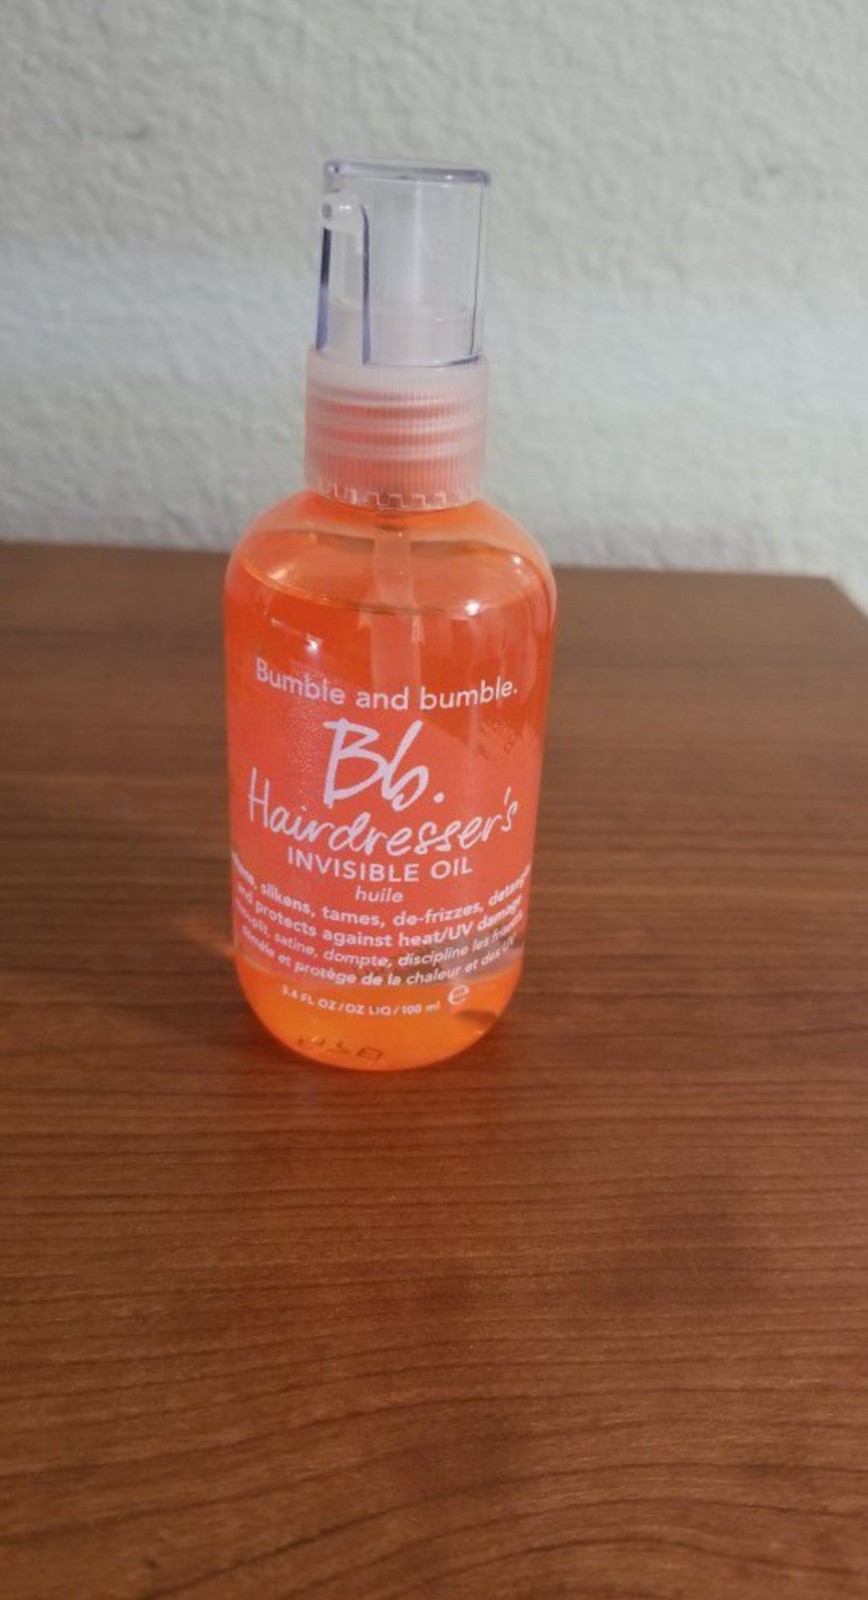 Bumble and bumble.
Bb.
Hairdresser's
INVISIBLE OIL
huile
silkens, tames, de-frizzes,
and protects against heat/UV damage
satine, dompte, discipline les
et protège de la chaleur et des UV
3.4 FL OZ/OZ LIQ/100 ml ℮